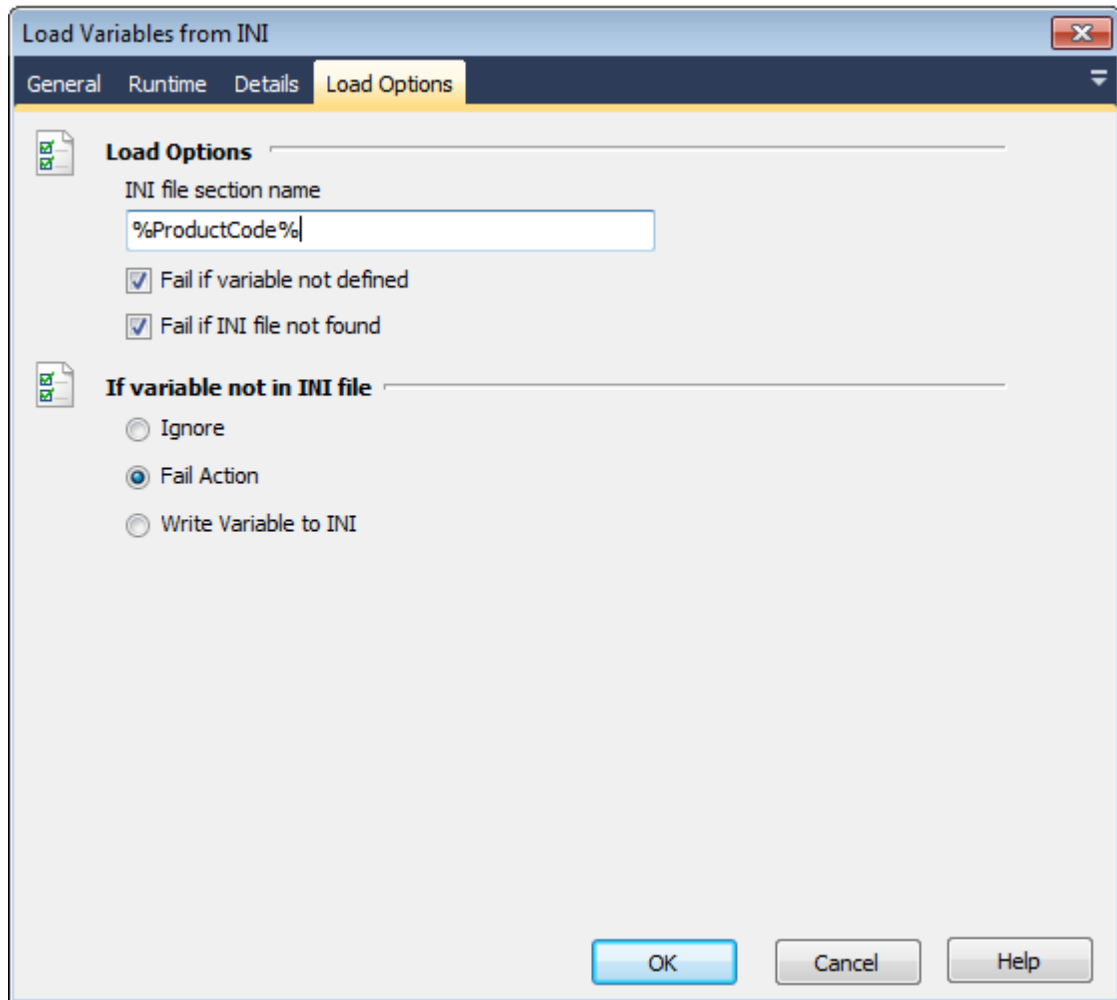 Load Variables from INI
General Runtime Details Load Options
Load Options
INI file section name
%ProductCode%
Fail if variable not defined
Fail if INI file not found
If variable not in INI file
Ignore
Fail Action
Write Variable to INI
OK Cancel Help